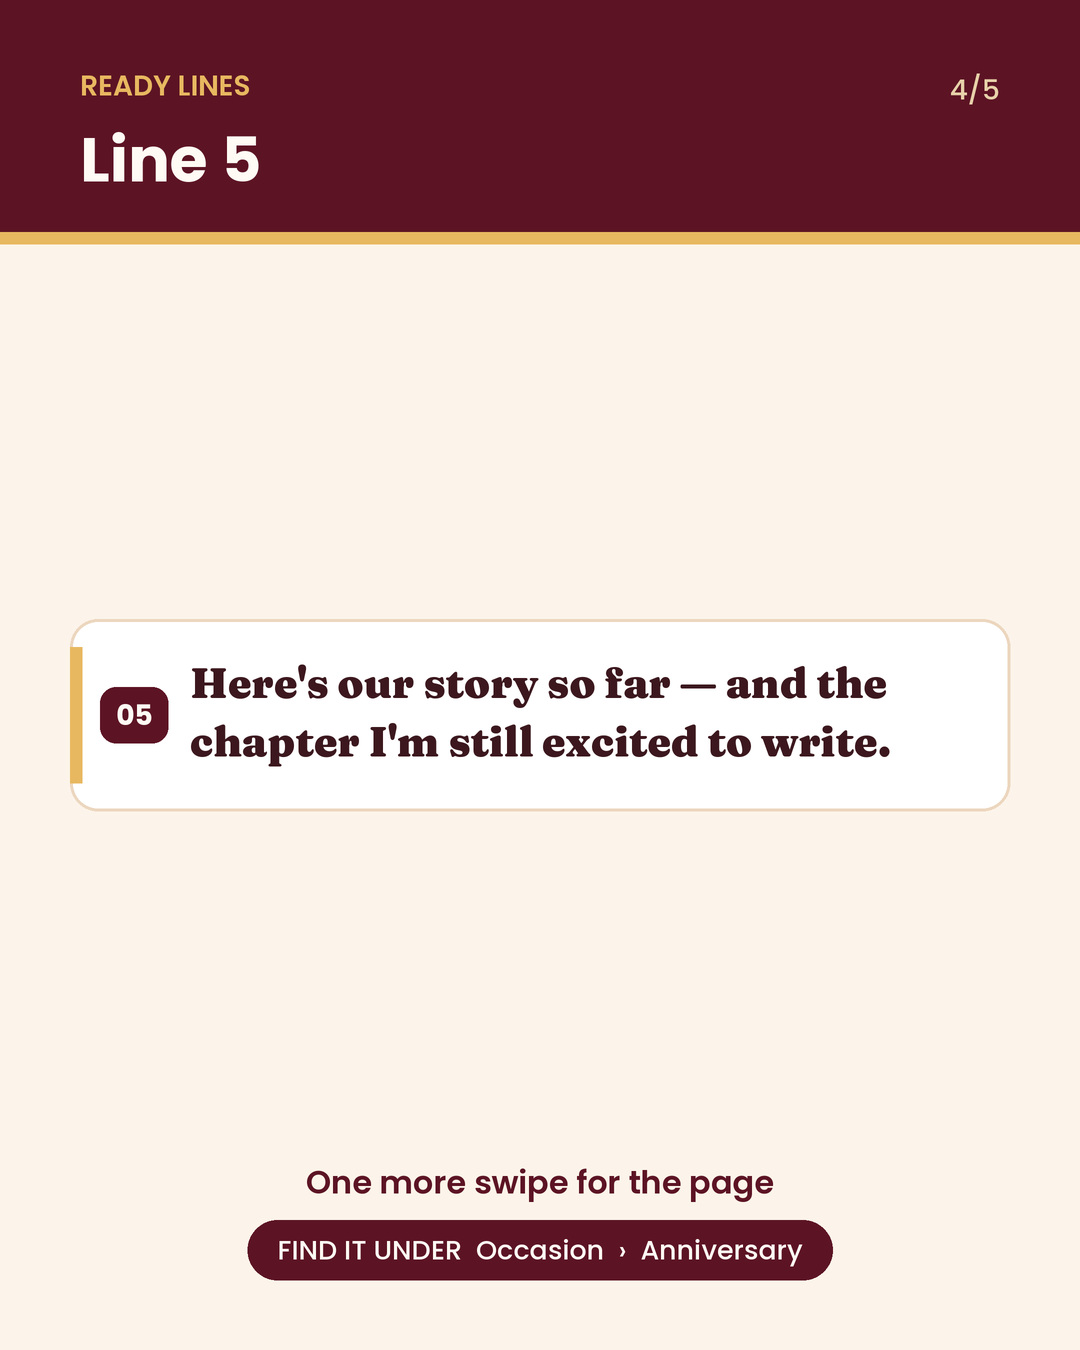 READY LINES
4/5
Line 5
05
Here's our story so far — and the
chapter I'm still excited to write.
One more swipe for the page
FIND IT UNDER Occasion › Anniversary